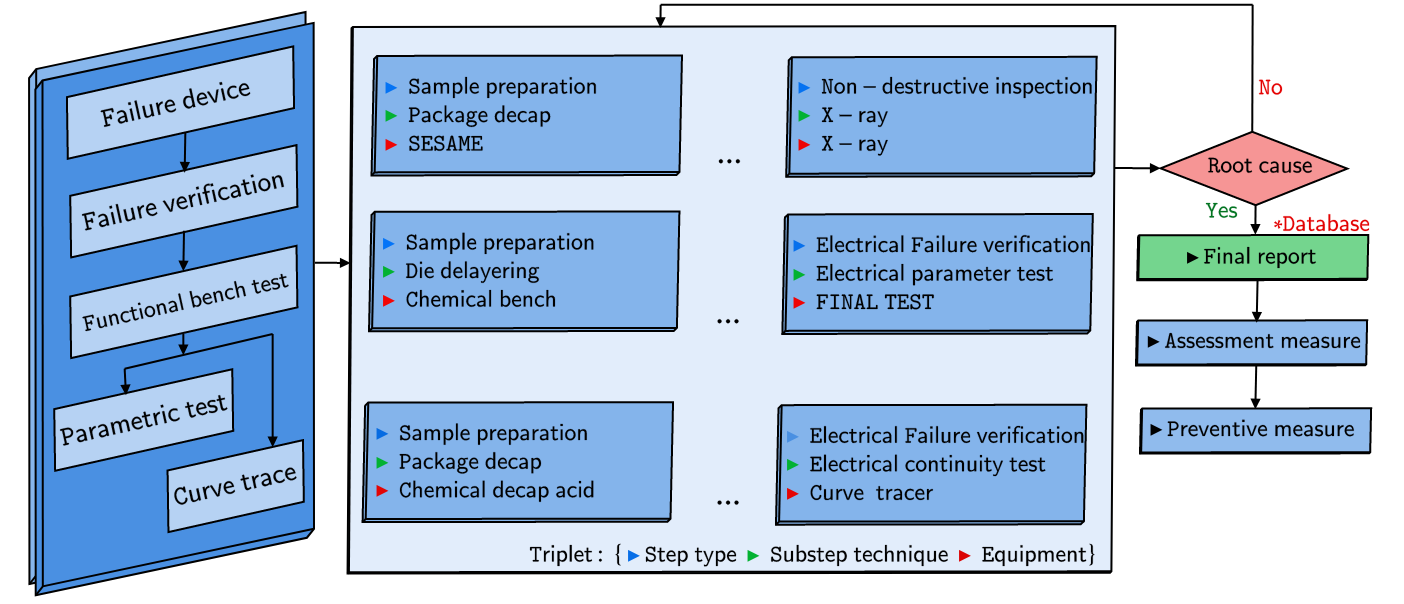 Failure device
Failure verification
Functional bench test
Parametric test
Curve trace
▶ Sample preparation
▶ Package decap
▶ SESAME
...
▶ Non – destructive inspection
▶ X – ray
▶ X – ray
▶ Sample preparation
▶ Die delayering
▶ Chemical bench
...
▶ Electrical Failure verification
▶ Electrical parameter test
▶ FINAL TEST
▶ Sample preparation
▶ Package decap
▶ Chemical decap acid
...
▶ Electrical Failure verification
▶ Electrical continuity test
▶ Curve tracer
Triplet : { ▶ Step type ▶ Substep technique ▶ Equipment}
No
Root cause
Yes
*Database
▶ Final report
▶ Assessment measure
▶ Preventive measure